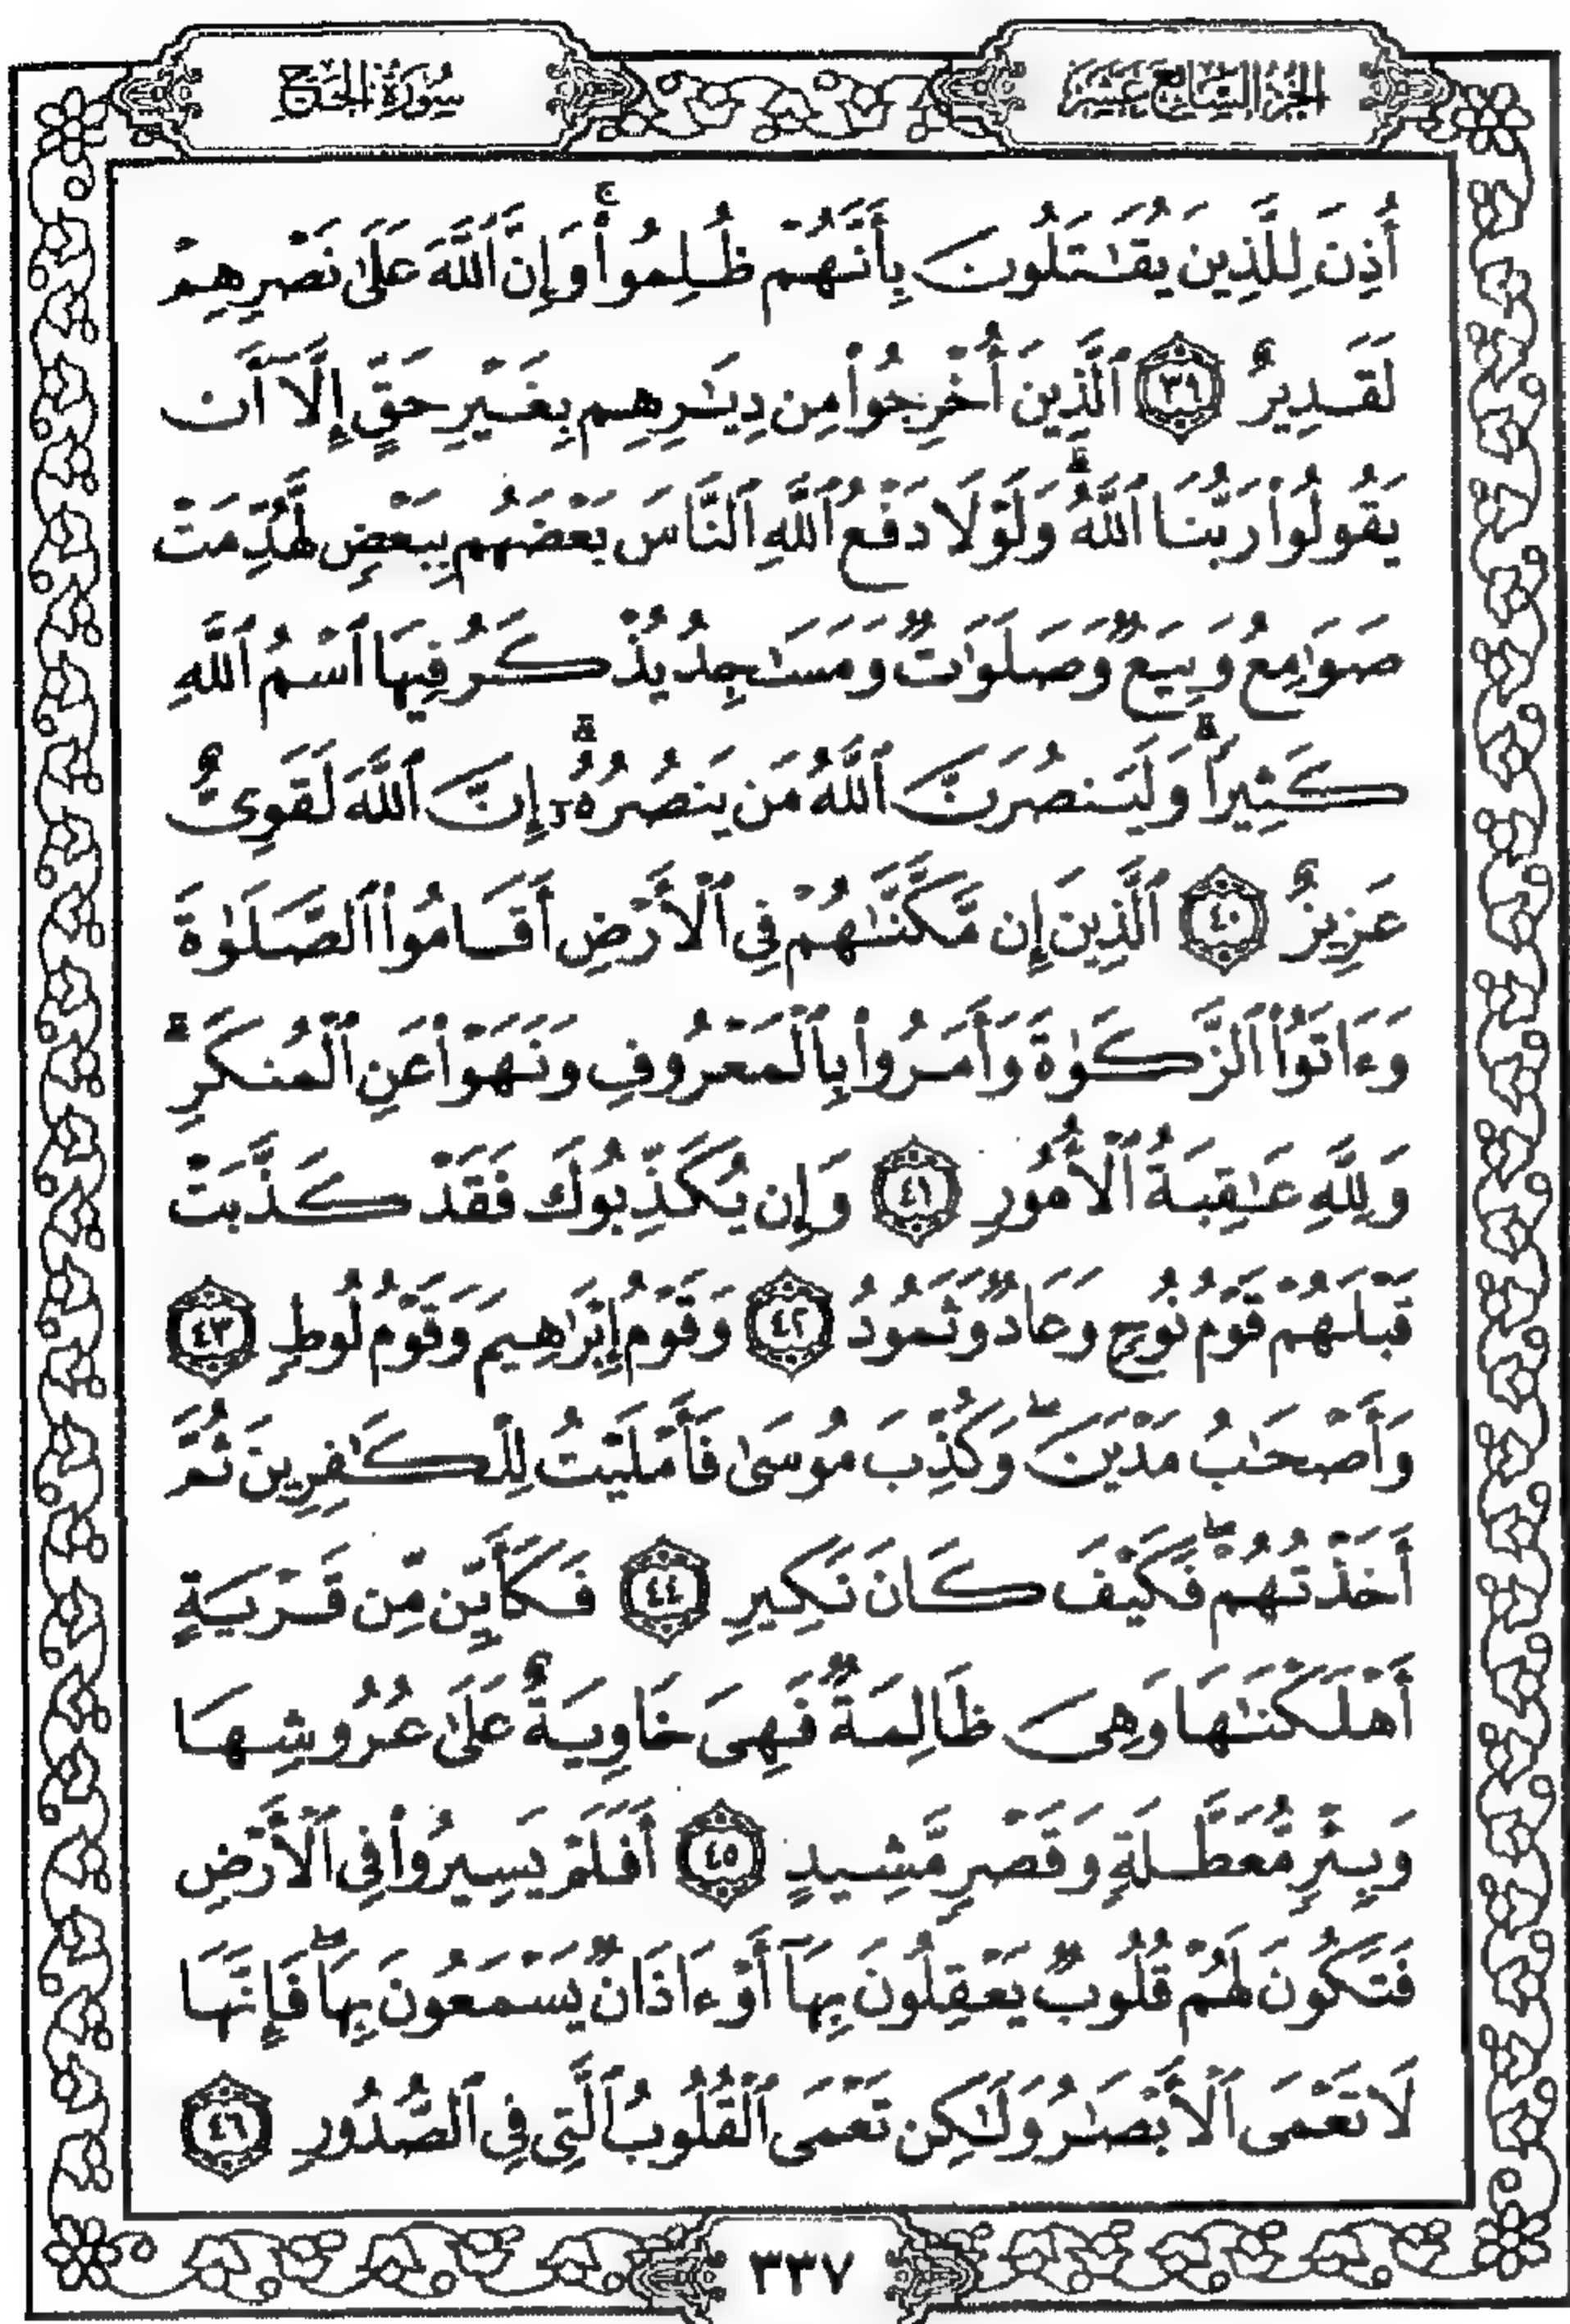 الجزء السابع عشر
سورة الحج
أُذِنَ لِلَّذِينَ يُقَٰتَلُونَ بِأَنَّهُمْ ظُلِمُوا۟ ۚ وَإِنَّ ٱللَّهَ عَلَىٰ نَصْرِهِمْ
لَقَدِيرٌ ٣٩ ٱلَّذِينَ أُخْرِجُوا۟ مِن دِيَٰرِهِم بِغَيْرِ حَقٍّ إِلَّآ أَن
يَقُولُوا۟ رَبُّنَا ٱللَّهُ ۗ وَلَوْلَا دَفْعُ ٱللَّهِ ٱلنَّاسَ بَعْضَهُم بِبَعْضٍ لَّهُدِّمَتْ
صَوَٰمِعُ وَبِيَعٌ وَصَلَوَٰتٌ وَمَسَٰجِدُ يُذْكَرُ فِيهَا ٱسْمُ ٱللَّهِ
كَثِيرًا ۗ وَلَيَنصُرَنَّ ٱللَّهُ مَن يَنصُرُهُۥٓ ۗ إِنَّ ٱللَّهَ لَقَوِىٌّ
عَزِيزٌ ٤٠ ٱلَّذِينَ إِن مَّكَّنَّٰهُمْ فِى ٱلْأَرْضِ أَقَامُوا۟ ٱلصَّلَوٰةَ
وَءَاتَوُا۟ ٱلزَّكَوٰةَ وَأَمَرُوا۟ بِٱلْمَعْرُوفِ وَنَهَوْا۟ عَنِ ٱلْمُنكَرِ ۗ
وَلِلَّهِ عَٰقِبَةُ ٱلْأُمُورِ ٤١ وَإِن يُكَذِّبُوكَ فَقَدْ كَذَّبَتْ
قَبْلَهُمْ قَوْمُ نُوحٍ وَعَادٌ وَثَمُودُ ٤٢ وَقَوْمُ إِبْرَٰهِيمَ وَقَوْمُ لُوطٍ ٤٣
وَأَصْحَٰبُ مَدْيَنَ ۖ وَكُذِّبَ مُوسَىٰ فَأَمْلَيْتُ لِلْكَٰفِرِينَ ثُمَّ
أَخَذْتُهُمْ ۖ فَكَيْفَ كَانَ نَكِيرِ ٤٤ فَكَأَيِّن مِّن قَرْيَةٍ
أَهْلَكْنَٰهَا وَهِىَ ظَالِمَةٌ فَهِىَ خَاوِيَةٌ عَلَىٰ عُرُوشِهَا
وَبِئْرٍ مُّعَطَّلَةٍ وَقَصْرٍ مَّشِيدٍ ٤٥ أَفَلَمْ يَسِيرُوا۟ فِى ٱلْأَرْضِ
فَتَكُونَ لَهُمْ قُلُوبٌ يَعْقِلُونَ بِهَآ أَوْ ءَاذَانٌ يَسْمَعُونَ بِهَا ۖ فَإِنَّهَا
لَا تَعْمَى ٱلْأَبْصَٰرُ وَلَٰكِن تَعْمَى ٱلْقُلُوبُ ٱلَّتِى فِى ٱلصُّدُورِ ٤٦
٣٣٧